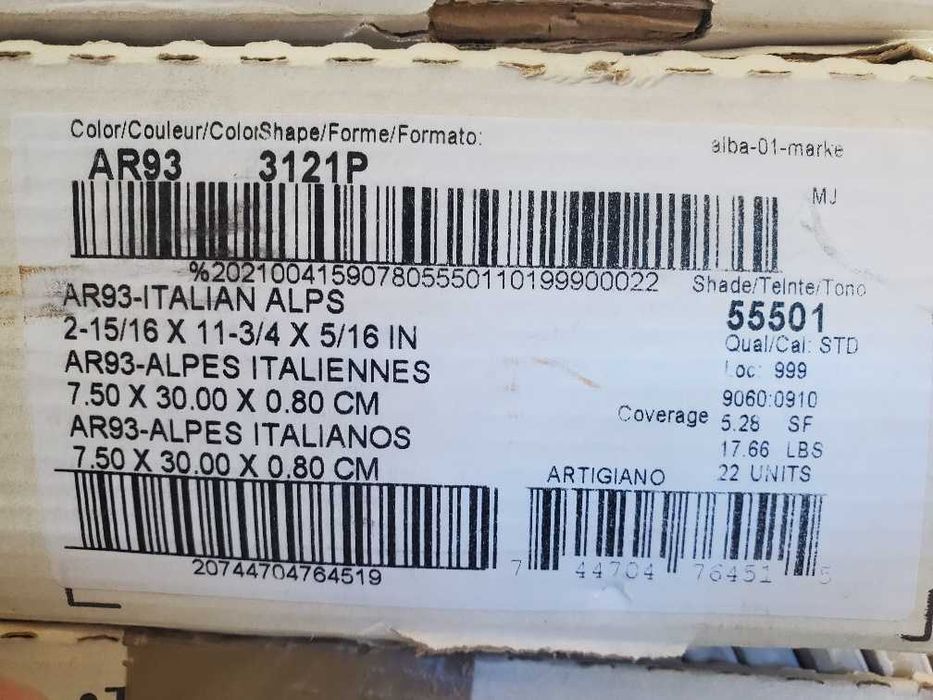 Color/Couleur/Color Shape/Forme/Formato:
alba-01-marke
AR93 3121P
MJ
%202100415907805550110199900022
Shade/Teinte/Tono
AR93-ITALIAN ALPS
55501
2-15/16 X 11-3/4 X 5/16 IN
Qual/Cal: STD
AR93-ALPES ITALIENNES
Loc: 999
7.50 X 30.00 X 0.80 CM
9060:0910
Coverage 5.28 SF
AR93-ALPES ITALIANOS
17.66 LBS
7.50 X 30.00 X 0.80 CM
ARTIGIANO
22 UNITS
20744704764519
7 44704 76451 5